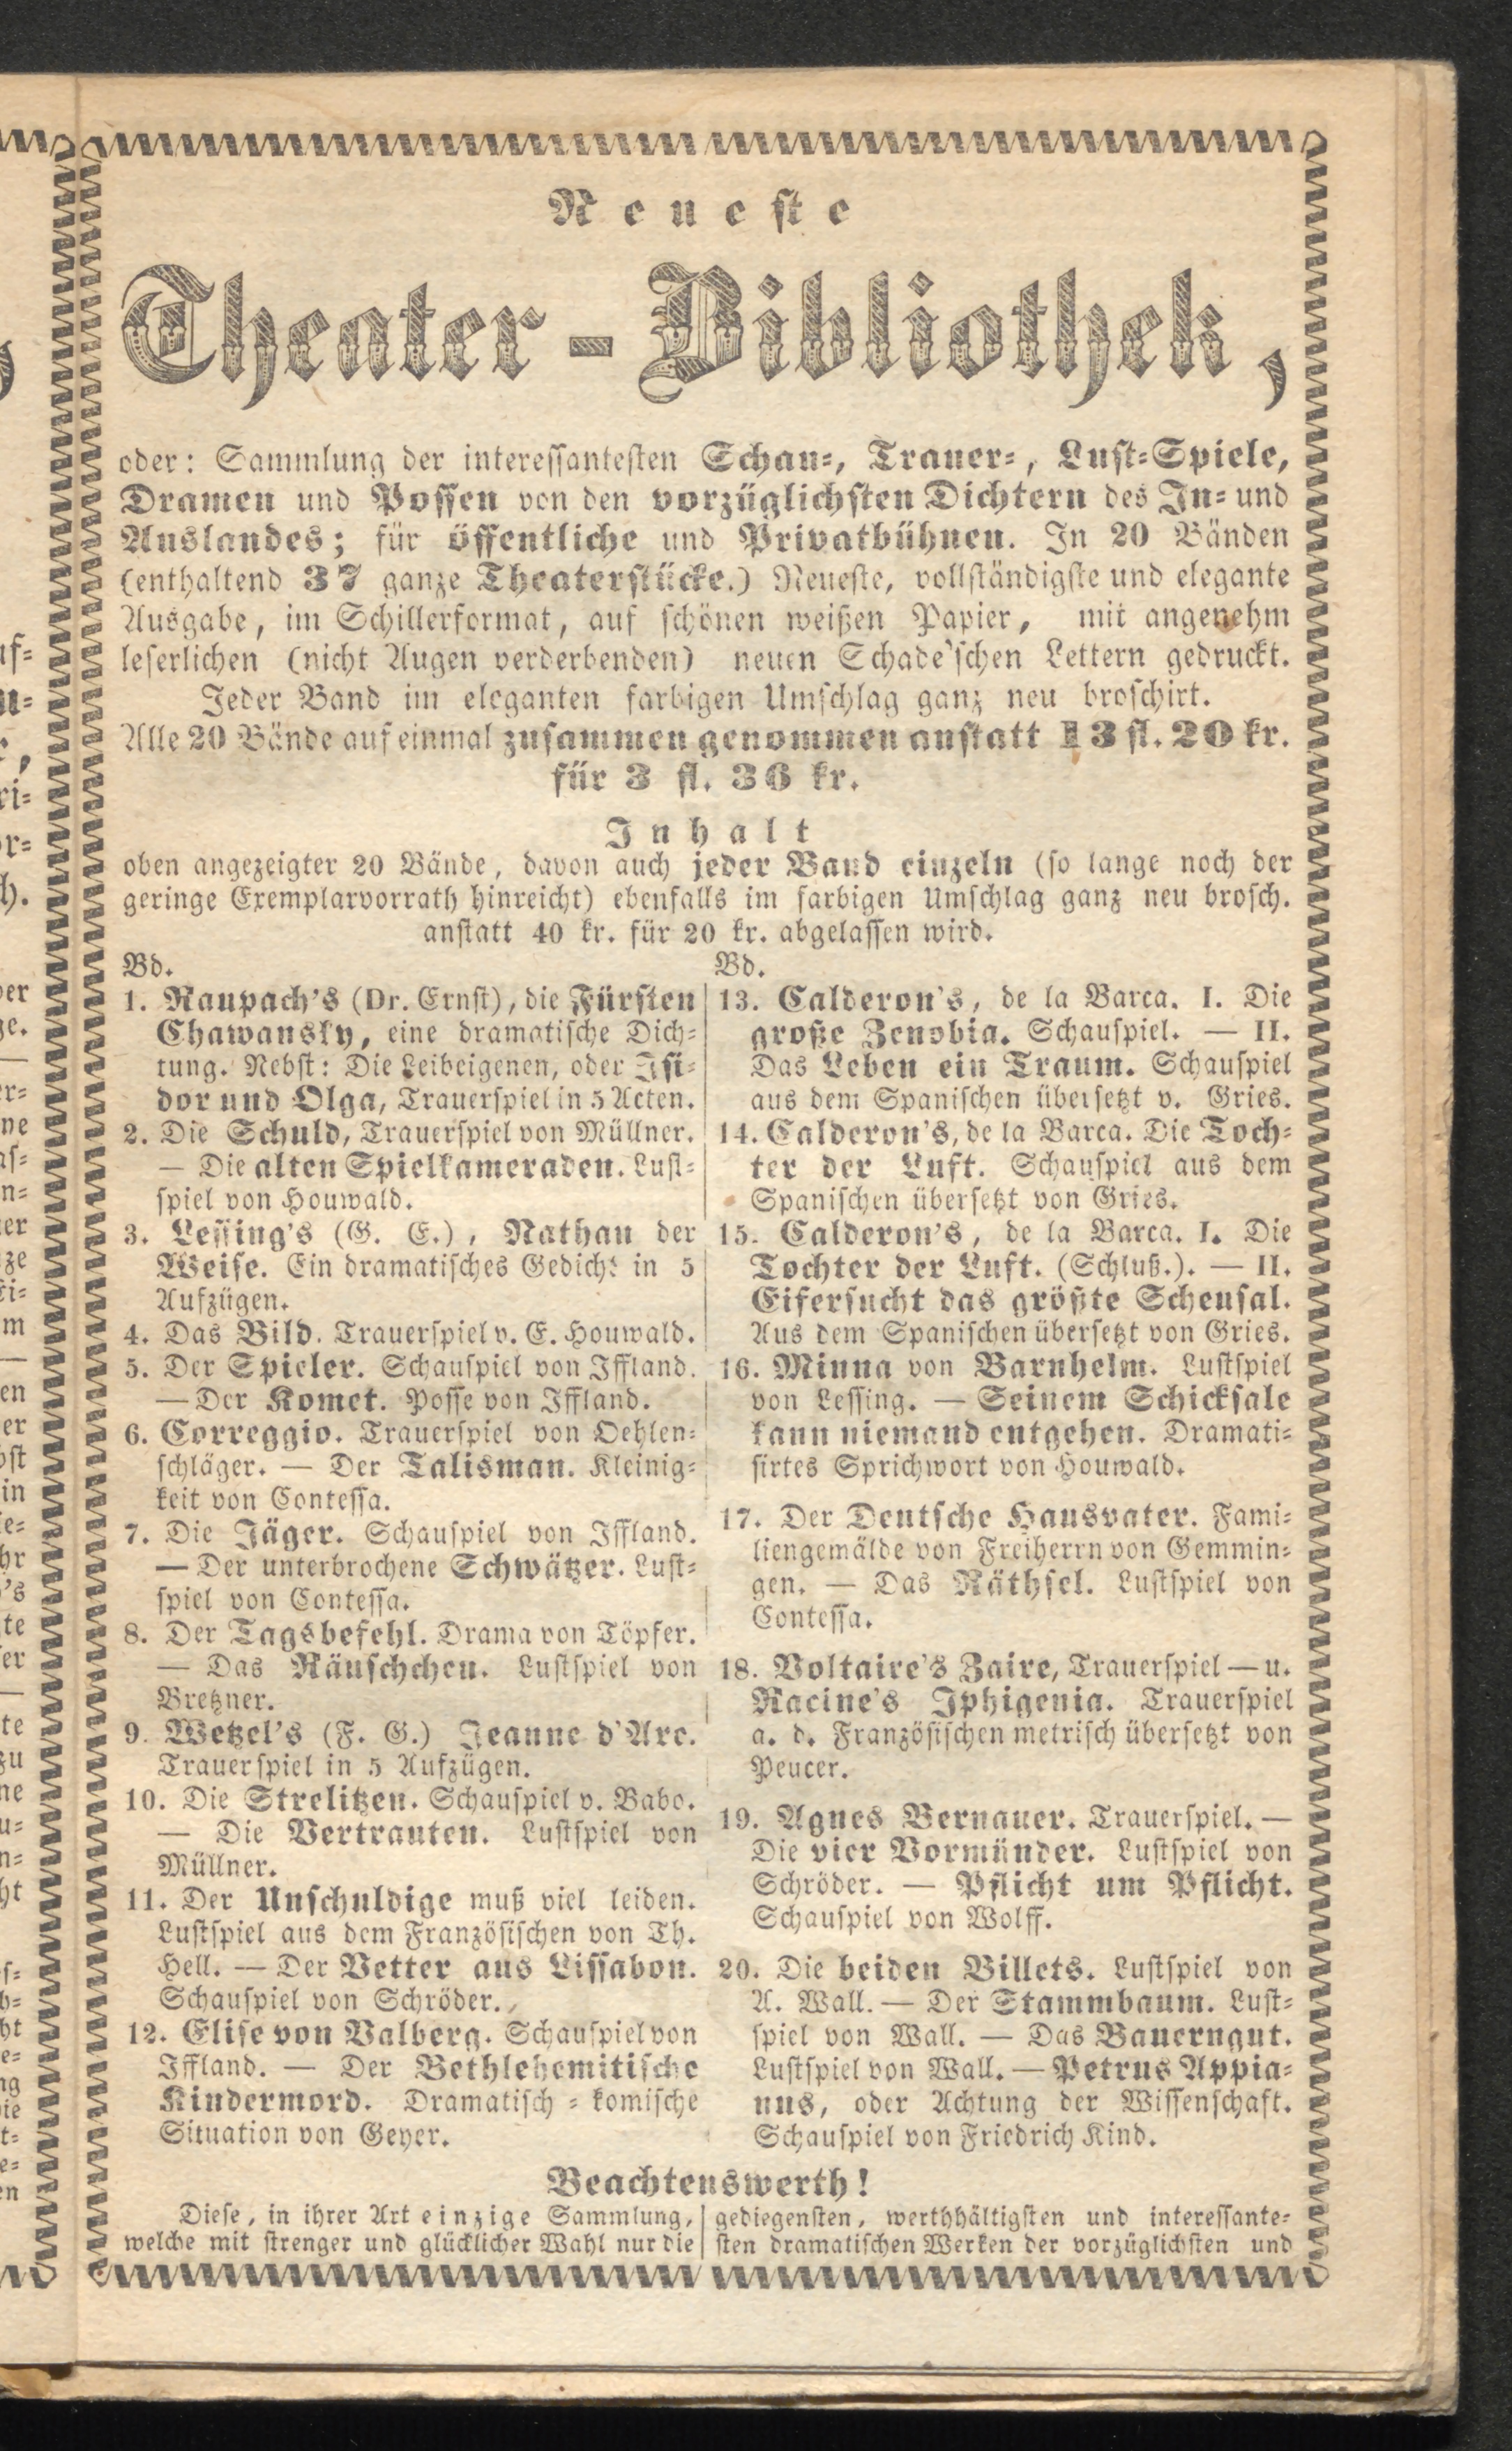 Neueste
Theater-Bibliothek,
oder: Sammlung der interessantesten Schau-, Trauer-, Lust-Spiele,
Dramen und Possen von den vorzüglichsten Dichtern des In- und
Auslandes; für öffentliche und Privatbühnen. In 20 Bänden
(enthaltend 37 ganze Theaterstücke.) Neueste, vollständigste und elegante
Ausgabe, im Schillerformat, auf schönen weißen Papier, mit angenehm
leserlichen (nicht Augen verderbenden) neuen Schade'schen Lettern gedruckt.
Jeder Band im eleganten farbigen Umschlag ganz neu broschirt.
Alle 20 Bände auf einmal zusammen genommen anstatt 13 fl. 20 kr.
für 3 fl. 36 kr.
Inhalt
oben angezeigter 20 Bände, davon auch jeder Band einzeln (so lange noch der
geringe Exemplarvorrath hinreicht) ebenfalls im farbigen Umschlag ganz neu brosch.
anstatt 40 kr. für 20 kr. abgelassen wird.
Bd.
1. Raupach's (Dr. Ernst), die Fürsten
Chawansky, eine dramatische Dich-
tung. Nebst: Die Leibeigenen, oder Isi-
dor und Olga, Trauerspiel in 5 Acten.
2. Die Schuld, Trauerspiel von Müllner.
— Die alten Spielkameraden. Lust-
spiel von Houwald.
3. Lessing's (G. E.), Nathan der
Weise. Ein dramatisches Gedicht in 5
Aufzügen.
4. Das Bild. Trauerspiel v. E. Houwald.
5. Der Spieler. Schauspiel von Iffland.
— Der Komet. Posse von Iffland.
6. Correggio. Trauerspiel von Oehlen-
schläger. — Der Talisman. Kleinig-
keit von Contessa.
7. Die Jäger. Schauspiel von Iffland.
— Der unterbrochene Schwätzer. Lust-
spiel von Contessa.
8. Der Tagsbefehl. Drama von Töpfer.
— Das Räuschchen. Lustspiel von
Bretzner.
9. Wetzel's (F. G.) Jeanne d'Arc.
Trauerspiel in 5 Aufzügen.
10. Die Strelitzen. Schauspiel v. Babo.
— Die Vertrauten. Lustspiel von
Müllner.
11. Der Unschuldige muß viel leiden.
Lustspiel aus dem Französischen von Th.
Hell. — Der Vetter aus Lissabon.
Schauspiel von Schröder.
12. Elise von Valberg. Schauspiel von
Iffland. — Der Bethlehemitische
Kindermord. Dramatisch-komische
Situation von Geyer.
Bd.
13. Calderon's, de la Barca. I. Die
große Zenobia. Schauspiel. — II.
Das Leben ein Traum. Schauspiel
aus dem Spanischen übersetzt v. Gries.
14. Calderon's, de la Barca. Die Toch-
ter der Luft. Schauspiel aus dem
Spanischen übersetzt von Gries.
15. Calderon's, de la Barca. I. Die
Tochter der Luft. (Schluß.). — II.
Eifersucht das größte Scheusal.
Aus dem Spanischen übersetzt von Gries.
16. Minna von Barnhelm. Lustspiel
von Lessing. — Seinem Schicksale
kann niemand entgehen. Dramati-
sirtes Sprichwort von Houwald.
17. Der Deutsche Hausvater. Fami-
liengemälde von Freiherrn von Gemmin-
gen. — Das Räthsel. Lustspiel von
Contessa.
18. Voltaire's Zaire, Trauerspiel — u.
Racine's Iphigenia. Trauerspiel
a. d. Französischen metrisch übersetzt von
Peucer.
19. Agnes Bernauer. Trauerspiel. —
Die vier Vormünder. Lustspiel von
Schröder. — Pflicht um Pflicht.
Schauspiel von Wolff.
20. Die beiden Billets. Lustspiel von
A. Wall. — Der Stammbaum. Lust-
spiel von Wall. — Das Bauerngut.
Lustspiel von Wall. — Petrus Appia-
nus, oder Achtung der Wissenschaft.
Schauspiel von Friedrich Kind.
Beachtenswerth!
Diese, in ihrer Art einzige Sammlung,
welche mit strenger und glücklicher Wahl nur die
gediegensten, werthhältigsten und interessante-
sten dramatischen Werken der vorzüglichsten und